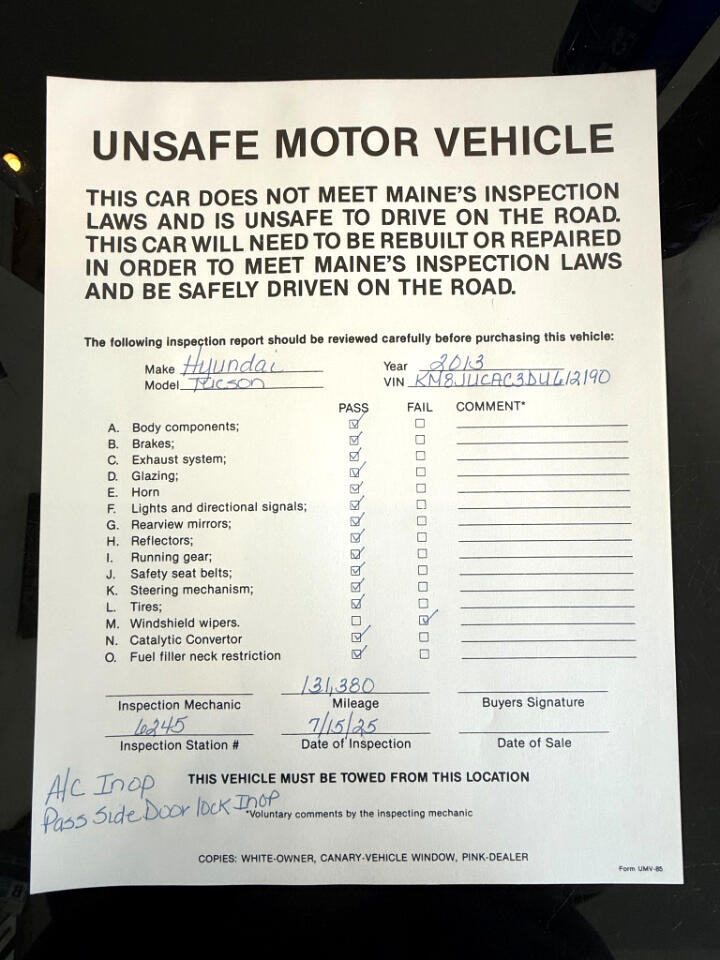 UNSAFE MOTOR VEHICLE
THIS CAR DOES NOT MEET MAINE'S INSPECTION
LAWS AND IS UNSAFE TO DRIVE ON THE ROAD.
THIS CAR WILL NEED TO BE REBUILT OR REPAIRED
IN ORDER TO MEET MAINE'S INSPECTION LAWS
AND BE SAFELY DRIVEN ON THE ROAD.
The following inspection report should be reviewed carefully before purchasing this vehicle:
Make Hyundai Year 2013
Model Tucson VIN KM8JUCAC3DU612190
PASS FAIL COMMENT*
A. Body components;
B. Brakes;
C. Exhaust system;
D. Glazing;
E. Horn
F. Lights and directional signals;
G. Rearview mirrors;
H. Reflectors;
I. Running gear;
J. Safety seat belts;
K. Steering mechanism;
L. Tires;
M. Windshield wipers.
N. Catalytic Convertor
O. Fuel filler neck restriction
131,380
Inspection Mechanic Mileage Buyers Signature
6245 7/15/25
Inspection Station # Date of Inspection Date of Sale
A/C Inop THIS VEHICLE MUST BE TOWED FROM THIS LOCATION
Pass Side Door lock Inop
*Voluntary comments by the inspecting mechanic
COPIES: WHITE-OWNER, CANARY-VEHICLE WINDOW, PINK-DEALER
Form UMV-85